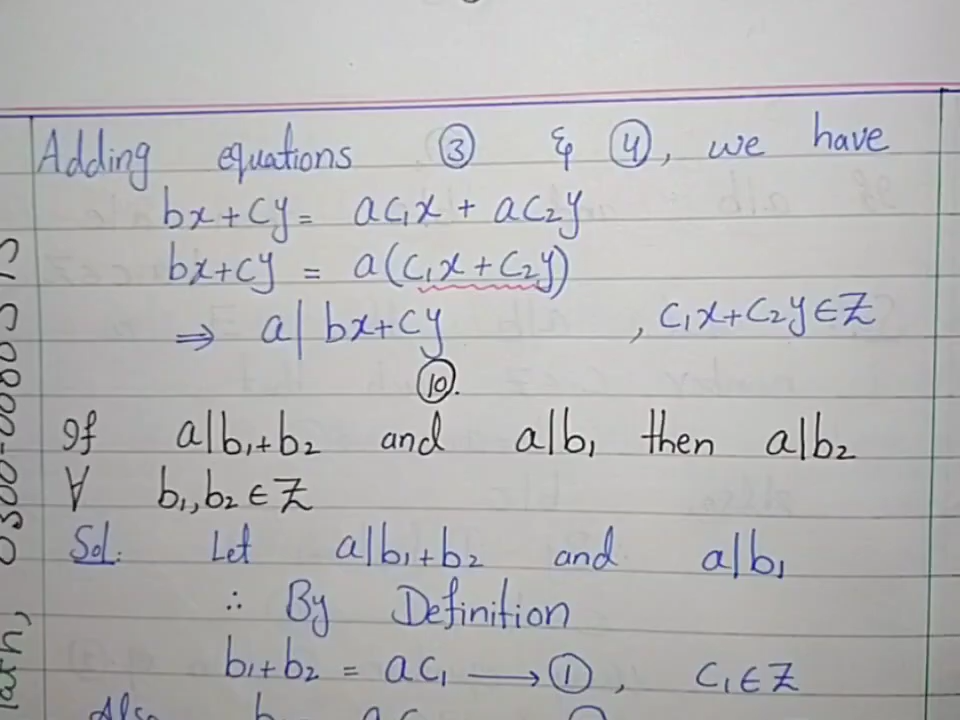 Adding equations ③ & ④, we have
bx+cy = ac₁x + ac₂y
bx+cy = a(c₁x+c₂y)
⇒ a| bx+cy , c₁x+c₂y∈Z
⑩.
If a|b₁+b₂ and a|b₁ then a|b₂
∀ b₁,b₂∈Z
Sol: Let a|b₁+b₂ and a|b₁
∴ By Definition
b₁+b₂ = ac₁ ⟶ ①, c₁∈Z
Also